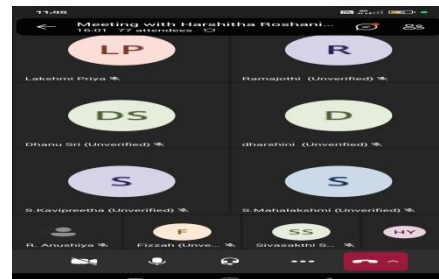 11:48
Meeting with Harshitha Roshani...
16:01 77 attendees
LP R
Lakshmi Priya Ramajothi (Unverified)
DS D
Dhanu Sri (Unverified) dharshini (Unverified)
S S
S.Kavipreetha (Unverified) S.Mahalakshmi (Unverified)
F SS HY
R. Anushiya Fizzah (Unve... Sivasakthi S...